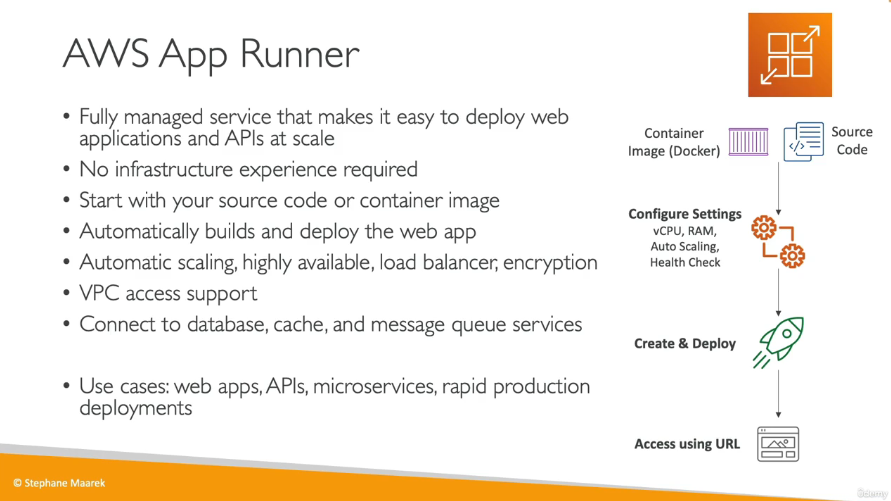 AWS App Runner
• Fully managed service that makes it easy to deploy web
applications and APIs at scale
• No infrastructure experience required
• Start with your source code or container image
• Automatically builds and deploy the web app
• Automatic scaling, highly available, load balancer, encryption
• VPC access support
• Connect to database, cache, and message queue services
• Use cases: web apps, APIs, microservices, rapid production
deployments
Container
Image (Docker)
Source
Code
Configure Settings
vCPU, RAM,
Auto Scaling,
Health Check
Create & Deploy
Access using URL
© Stephane Maarek
Udemy